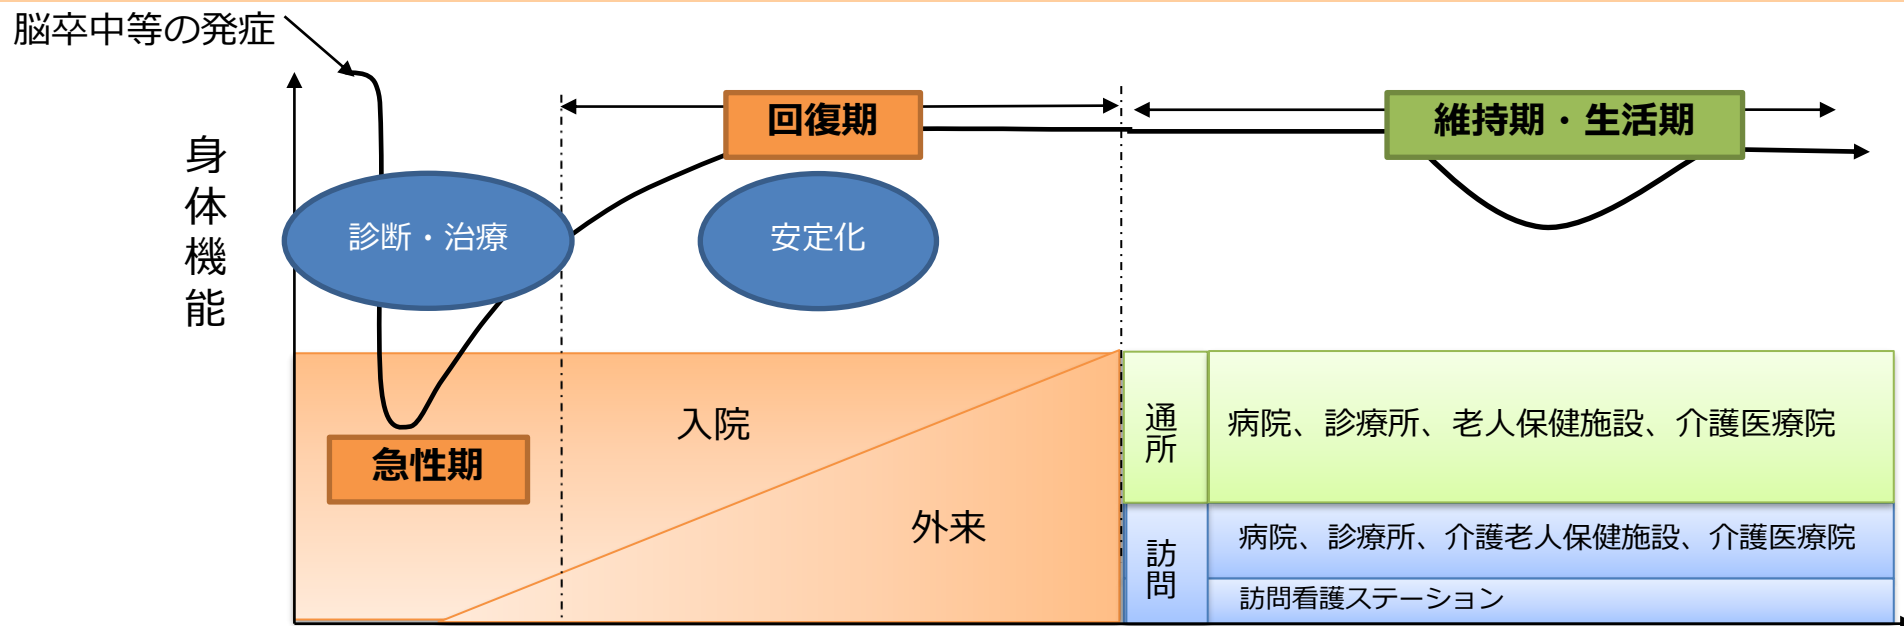 脳卒中等の発症
身体機能
回復期
維持期・生活期
診断・治療
安定化
急性期
入院
外来
通所
病院、診療所、老人保健施設、介護医療院
訪問
病院、診療所、介護老人保健施設、介護医療院
訪問看護ステーション